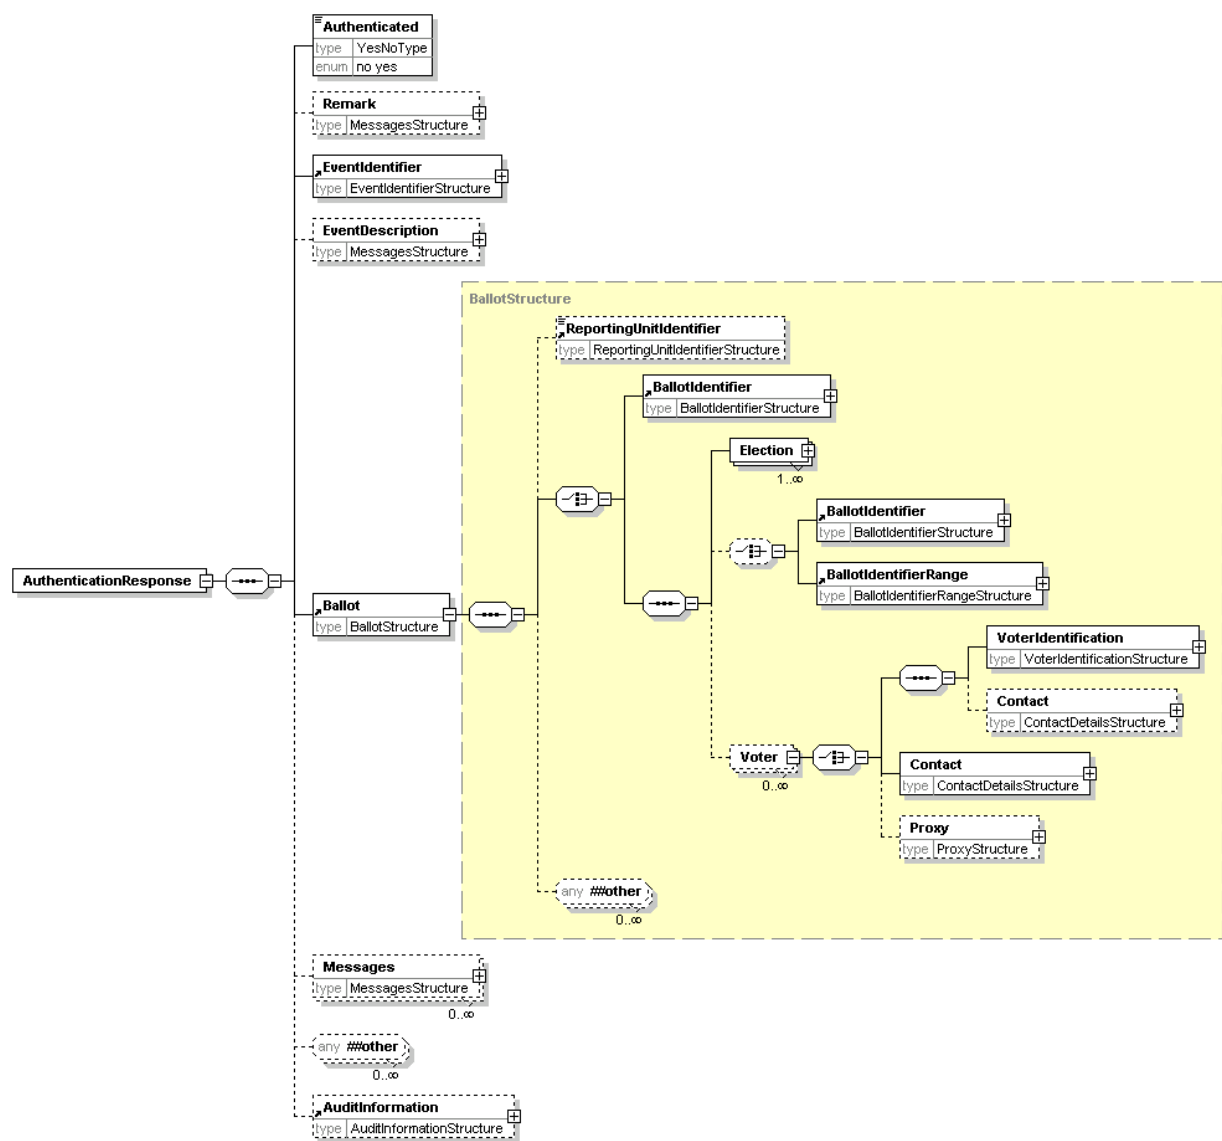 Authenticated
type YesNoType
enum no yes
Remark
type MessagesStructure
EventIdentifier
type EventIdentifierStructure
EventDescription
type MessagesStructure
BallotStructure
ReportingUnitIdentifier
type ReportingUnitIdentifierStructure
BallotIdentifier
type BallotIdentifierStructure
Election
1..∞
BallotIdentifier
type BallotIdentifierStructure
BallotIdentifierRange
type BallotIdentifierRangeStructure
AuthenticationResponse
Ballot
type BallotStructure
VoterIdentification
type VoterIdentificationStructure
Contact
type ContactDetailsStructure
Voter
0..∞
Contact
type ContactDetailsStructure
Proxy
type ProxyStructure
any ##other
0..∞
Messages
type MessagesStructure
0..∞
any ##other
0..∞
AuditInformation
type AuditInformationStructure